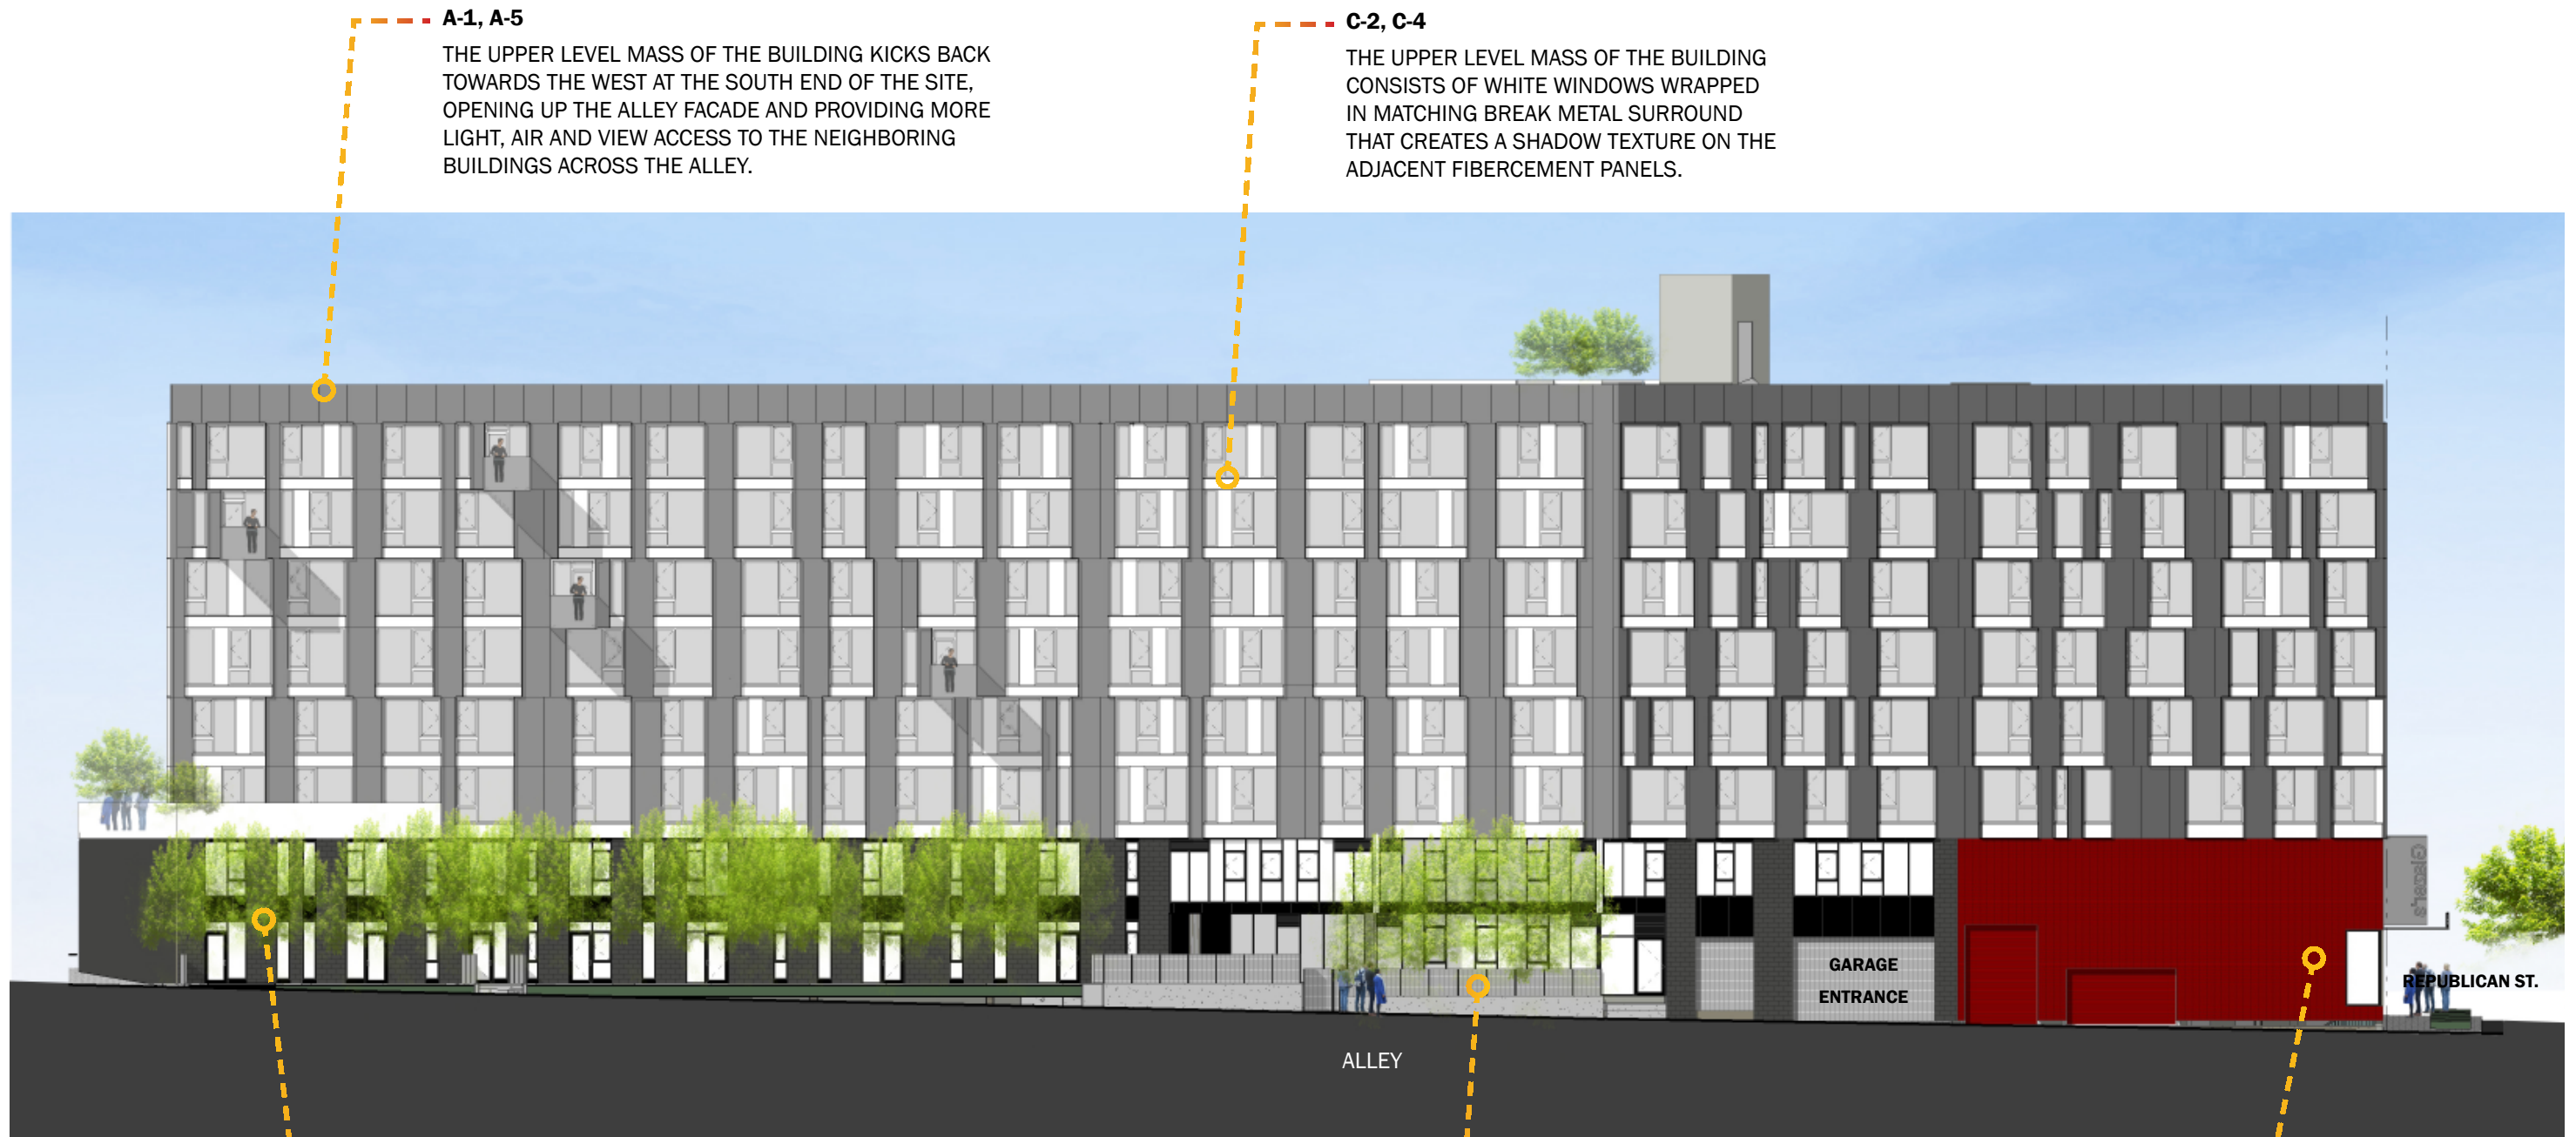 A-1, A-5
THE UPPER LEVEL MASS OF THE BUILDING KICKS BACK
TOWARDS THE WEST AT THE SOUTH END OF THE SITE,
OPENING UP THE ALLEY FACADE AND PROVIDING MORE
LIGHT, AIR AND VIEW ACCESS TO THE NEIGHBORING
BUILDINGS ACROSS THE ALLEY.
C-2, C-4
THE UPPER LEVEL MASS OF THE BUILDING
CONSISTS OF WHITE WINDOWS WRAPPED
IN MATCHING BREAK METAL SURROUND
THAT CREATES A SHADOW TEXTURE ON THE
ADJACENT FIBERCEMENT PANELS.
GARAGE
ENTRANCE
REPUBLICAN ST.
ALLEY